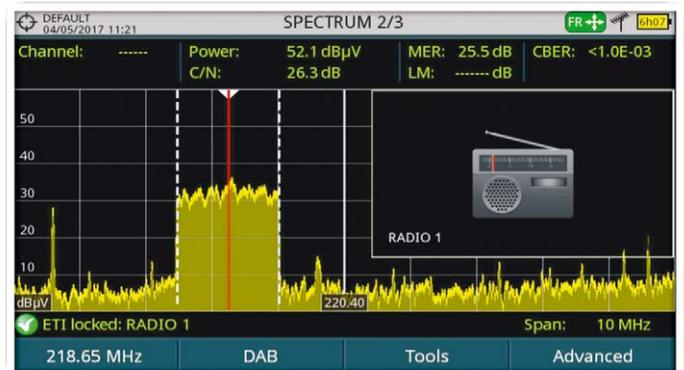 DEFAULT
04/05/2017 11:21
SPECTRUM 2/3
FR
6h07
Channel: ------
Power: 52.1 dBµV
MER: 25.5 dB
CBER: <1.0E-03
C/N: 26.3 dB
LM: ------- dB
50
40
30
20
10
dBµV
220.40
RADIO 1
ETI locked: RADIO 1
Span: 10 MHz
218.65 MHz
DAB
Tools
Advanced